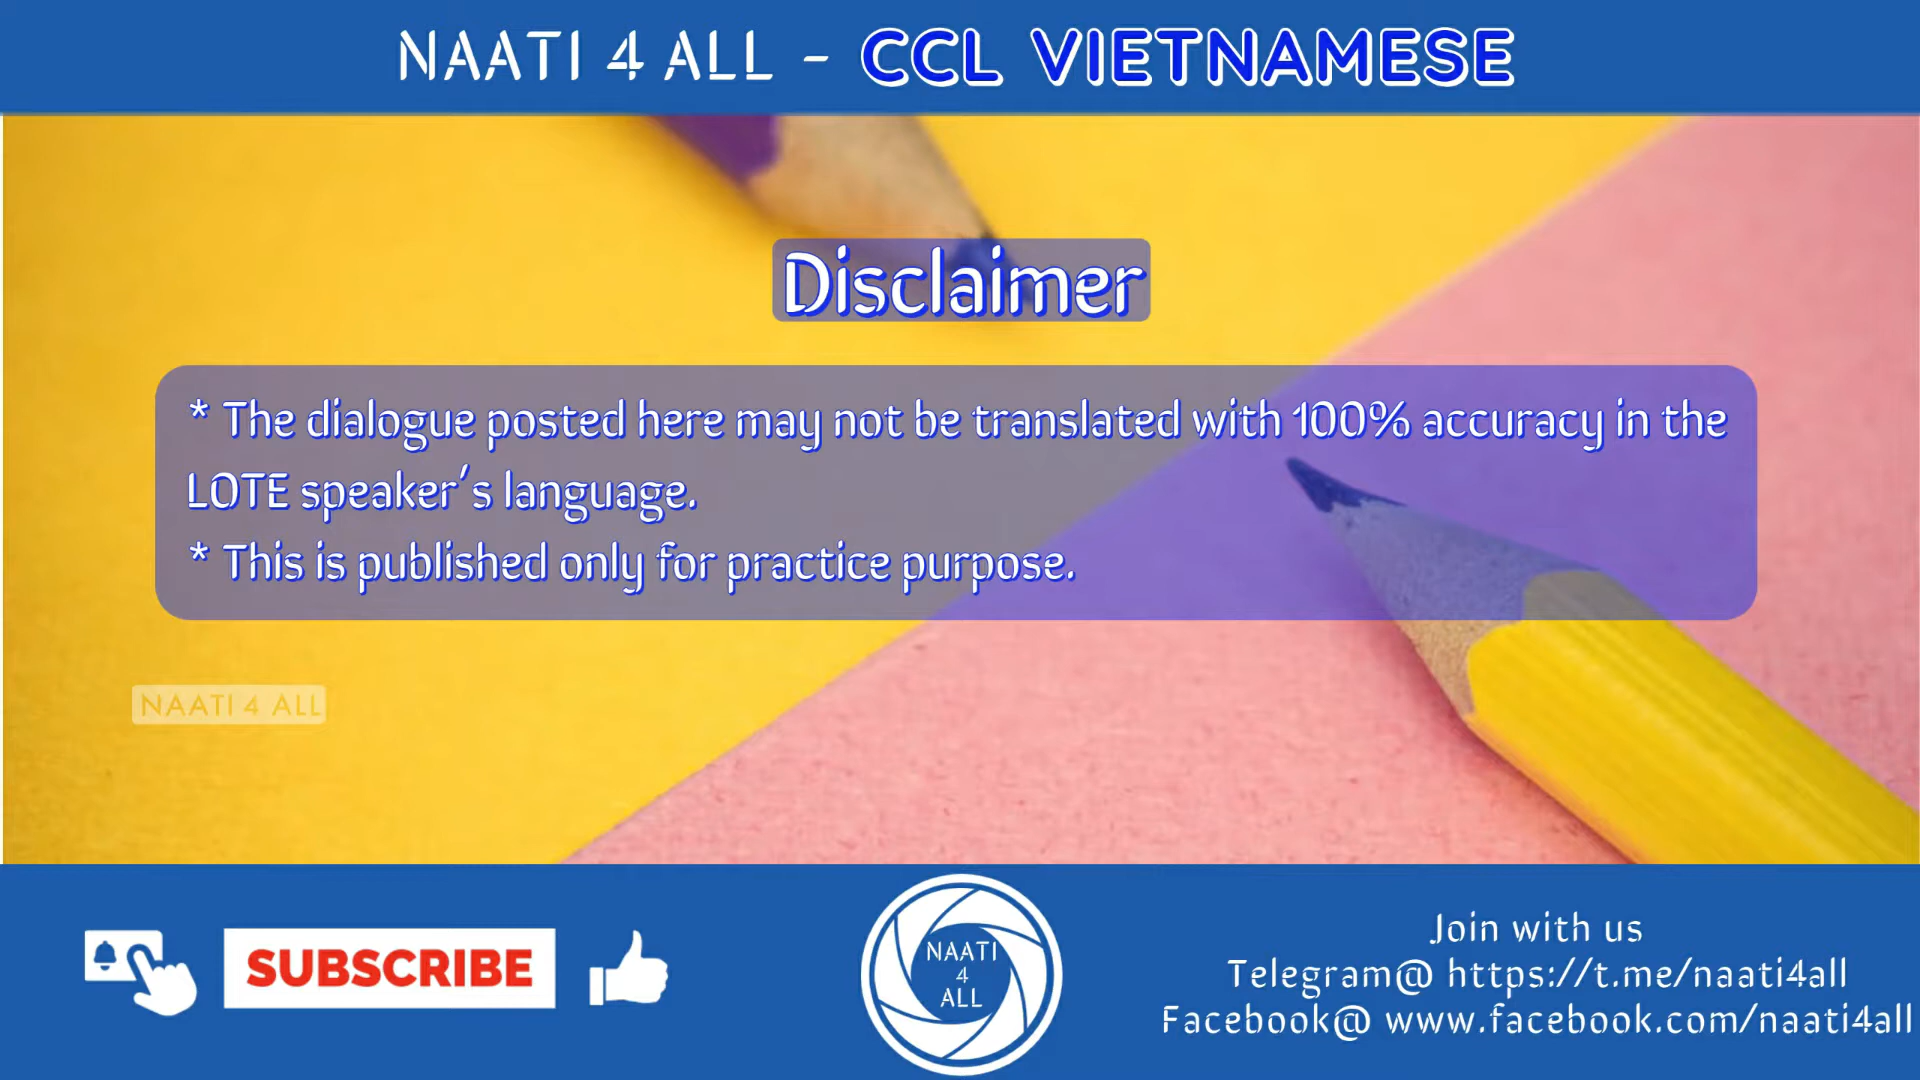 NAATI 4 ALL - CCL VIETNAMESE
Disclaimer
* The dialogue posted here may not be translated with 100% accuracy in the
LOTE speaker's language.
* This is published only for practice purpose.
NAATI 4 ALL
SUBSCRIBE
NAATI
4
ALL
Join with us
Telegram@ https://t.me/naati4all
Facebook@ www.facebook.com/naati4all